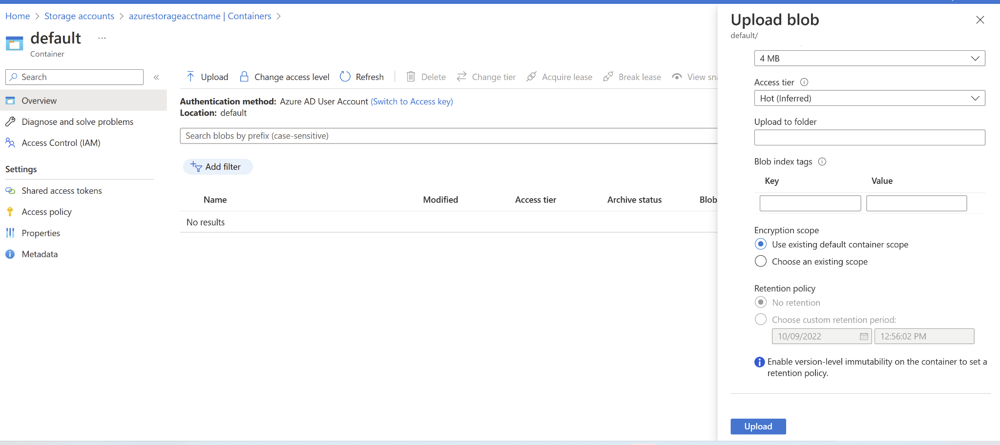 Home > Storage accounts > azurestorageacctname | Containers >
default ...
Container
Search «
Overview
Diagnose and solve problems
Access Control (IAM)
Settings
Shared access tokens
Access policy
Properties
Metadata
Upload Change access level Refresh Delete Change tier Acquire lease Break lease View sna
Authentication method: Azure AD User Account (Switch to Access key)
Location: default
Search blobs by prefix (case-sensitive)
Add filter
Name Modified Access tier Archive status Blob
No results
Upload blob
default/
4 MB
Access tier
Hot (Inferred)
Upload to folder
Blob index tags
Key Value
Encryption scope
Use existing default container scope
Choose an existing scope
Retention policy
No retention
Choose custom retention period:
10/09/2022 12:56:02 PM
Enable version-level immutability on the container to set a
retention policy.
Upload